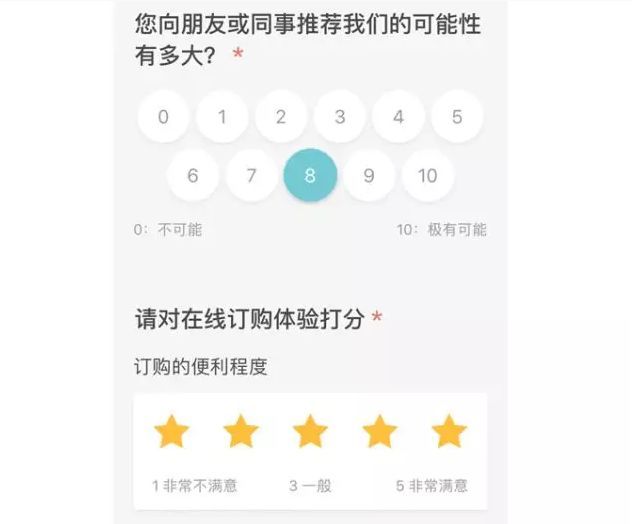 您向朋友或同事推荐我们的可能性
有多大？ *
0 1 2 3 4 5
6 7 8 9 10
0：不可能 10：极有可能
请对在线订购体验打分 *
订购的便利程度
1 非常不满意 3 一般 5 非常满意